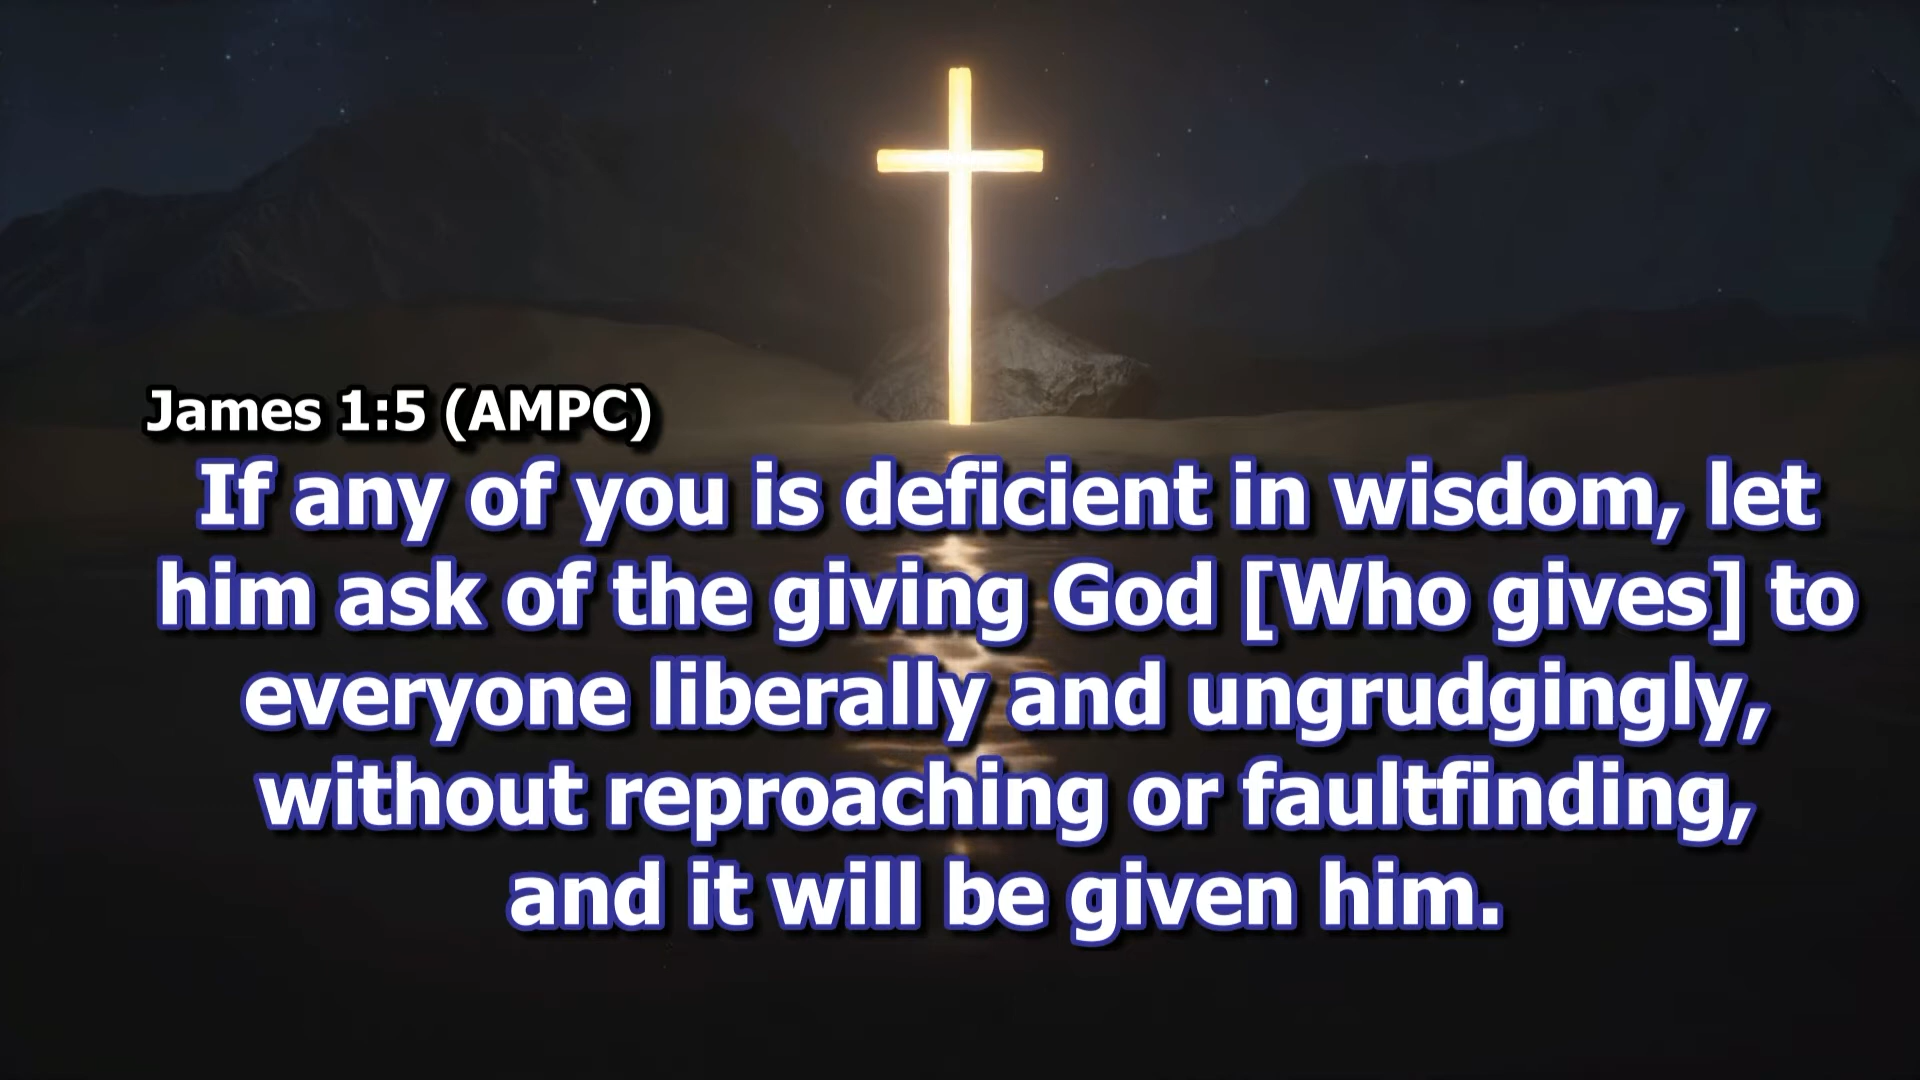 James 1:5 (AMPC)
If any of you is deficient in wisdom, let
him ask of the giving God [Who gives] to
everyone liberally and ungrudgingly,
without reproaching or faultfinding,
and it will be given him.